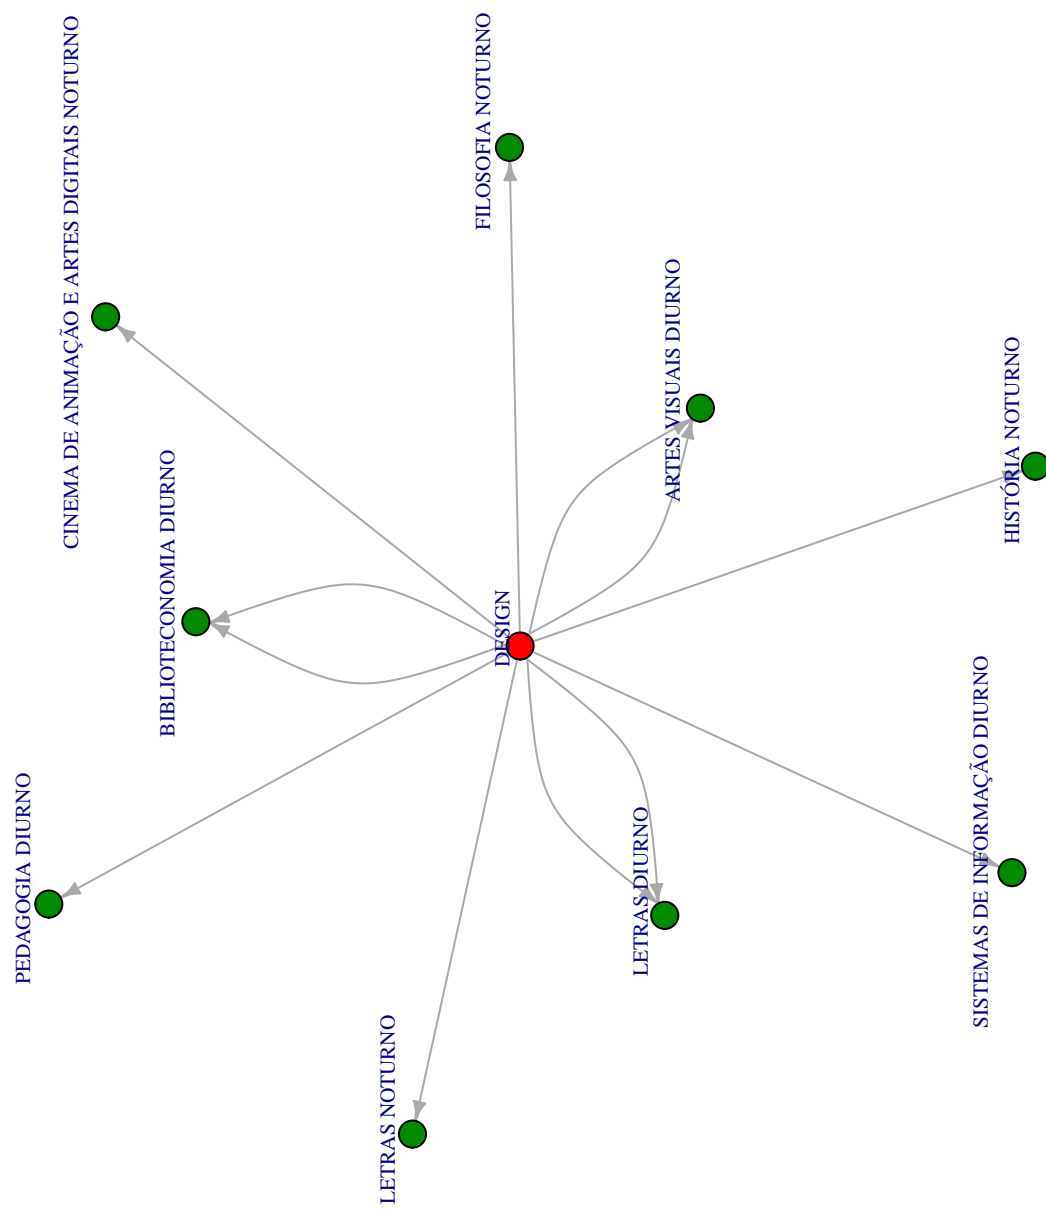 CINEMA DE ANIMAÇÃO E ARTES DIGITAIS NOTURNO
FILOSOFIA NOTURNO
ARTES VISUAIS DIURNO
HISTÓRIA NOTURNO
BIBLIOTECONOMIA DIURNO
DESIGN
SISTEMAS DE INFORMAÇÃO DIURNO
PEDAGOGIA DIURNO
LETRAS DIURNO
LETRAS NOTURNO